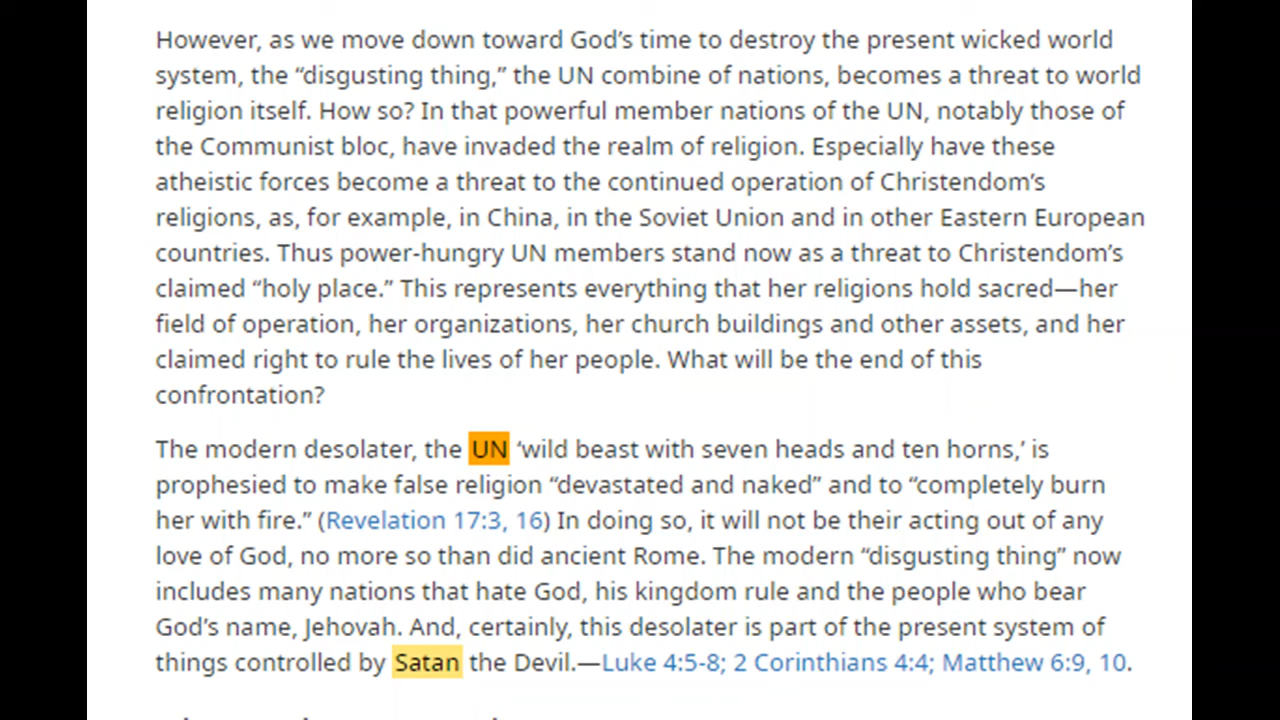 However, as we move down toward God’s time to destroy the present wicked world
system, the “disgusting thing,” the UN combine of nations, becomes a threat to world
religion itself. How so? In that powerful member nations of the UN, notably those of
the Communist bloc, have invaded the realm of religion. Especially have these
atheistic forces become a threat to the continued operation of Christendom’s
religions, as, for example, in China, in the Soviet Union and in other Eastern European
countries. Thus power-hungry UN members stand now as a threat to Christendom’s
claimed “holy place.” This represents everything that her religions hold sacred—her
field of operation, her organizations, her church buildings and other assets, and her
claimed right to rule the lives of her people. What will be the end of this
confrontation?
The modern desolater, the UN ‘wild beast with seven heads and ten horns,’ is
prophesied to make false religion “devastated and naked” and to “completely burn
her with fire.” (Revelation 17:3, 16) In doing so, it will not be their acting out of any
love of God, no more so than did ancient Rome. The modern “disgusting thing” now
includes many nations that hate God, his kingdom rule and the people who bear
God’s name, Jehovah. And, certainly, this desolater is part of the present system of
things controlled by Satan the Devil.—Luke 4:5-8; 2 Corinthians 4:4; Matthew 6:9, 10.